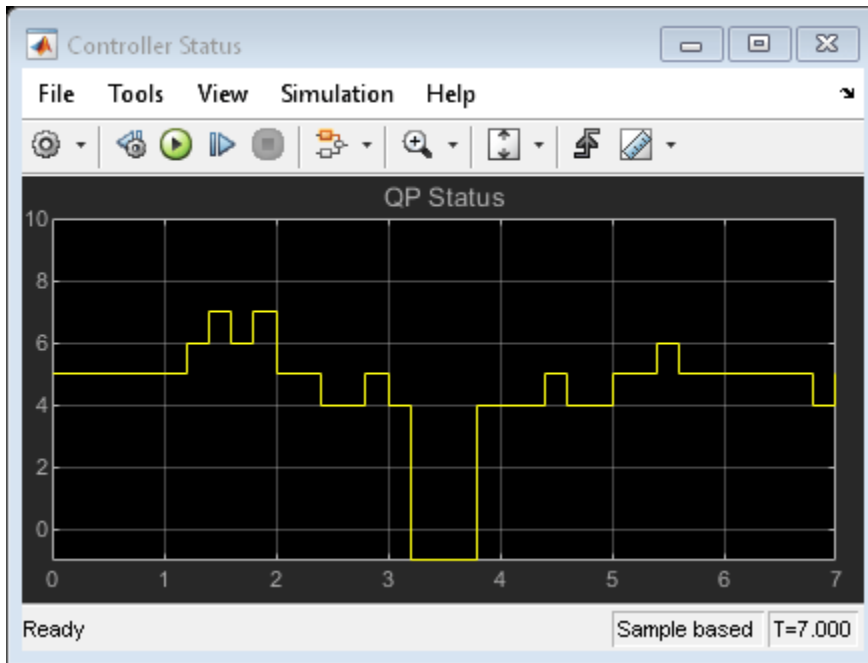 Controller Status
File Tools View Simulation Help
QP Status
10
8
6
4
2
0
0 1 2 3 4 5 6 7
Ready Sample based T=7.000